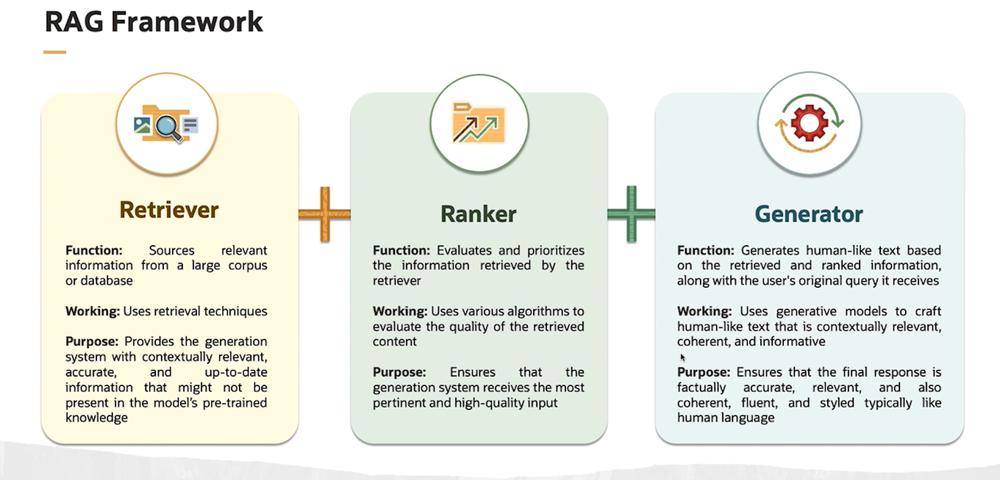 RAG Framework
Retriever
Function: Sources relevant
information from a large corpus
or database
Working: Uses retrieval techniques
Purpose: Provides the generation
system with contextually relevant,
accurate, and up-to-date
information that might not be
present in the model's pre-trained
knowledge
Ranker
Function: Evaluates and prioritizes
the information retrieved by the
retriever
Working: Uses various algorithms to
evaluate the quality of the retrieved
content
Purpose: Ensures that the
generation system receives the most
pertinent and high-quality input
Generator
Function: Generates human-like text based
on the retrieved and ranked information,
along with the user's original query it receives
Working: Uses generative models to craft
human-like text that is contextually relevant,
coherent, and informative
Purpose: Ensures that the final response is
factually accurate, relevant, and also
coherent, fluent, and styled typically like
human language